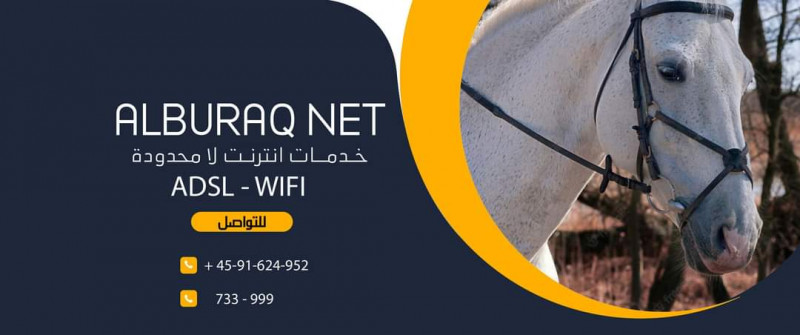 ALBURAQ NET
خدمات انترنت لا محدودة
ADSL - WIFI
للتواصل
+ 45-91-624-952
733 - 999